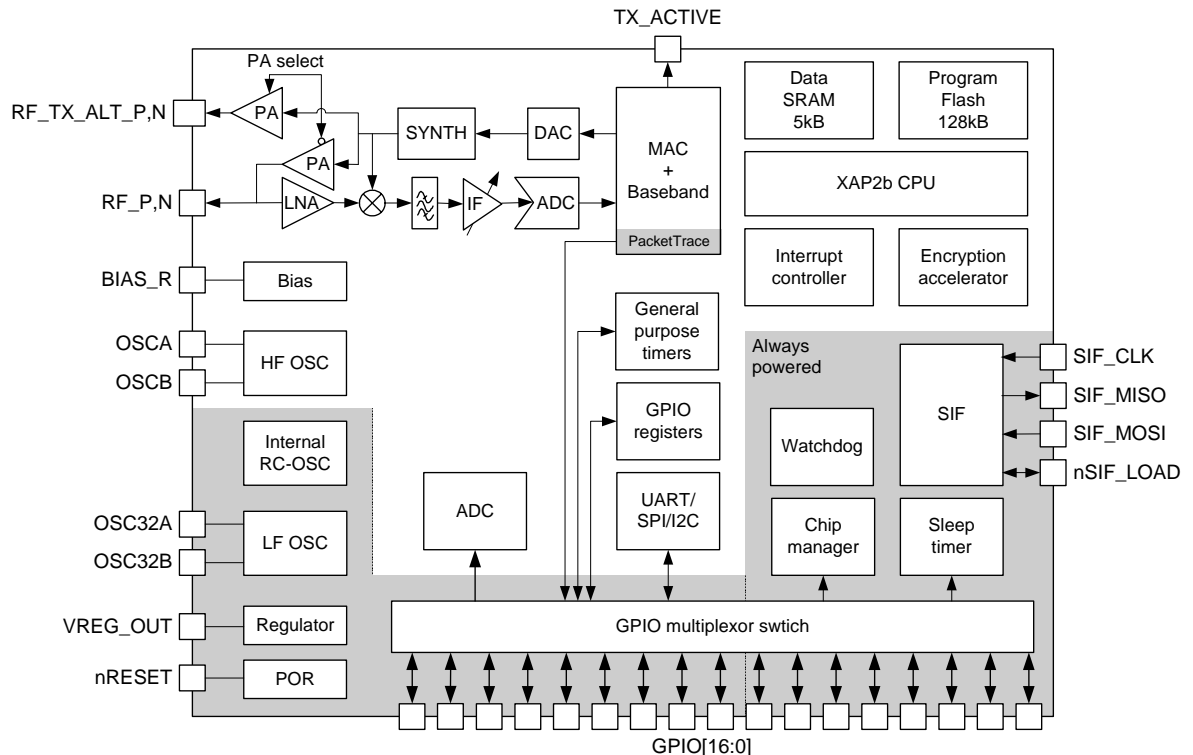 TX_ACTIVE
PA select
RF_TX_ALT_P,N
PA
SYNTH
DAC
MAC
+
Baseband
Data
SRAM
5kB
Program
Flash
128kB
PA
XAP2b CPU
RF_P,N
LNA
IF
ADC
PacketTrace
Interrupt
controller
Encryption
accelerator
BIAS_R
Bias
General
purpose
timers
OSCA
OSCB
HF OSC
Always
powered
SIF
SIF_CLK
SIF_MISO
SIF_MOSI
nSIF_LOAD
GPIO
registers
Watchdog
Internal
RC-OSC
ADC
UART/
SPI/I2C
Chip
manager
Sleep
timer
OSC32A
OSC32B
LF OSC
VREG_OUT
Regulator
GPIO multiplexor swtich
nRESET
POR
GPIO[16:0]